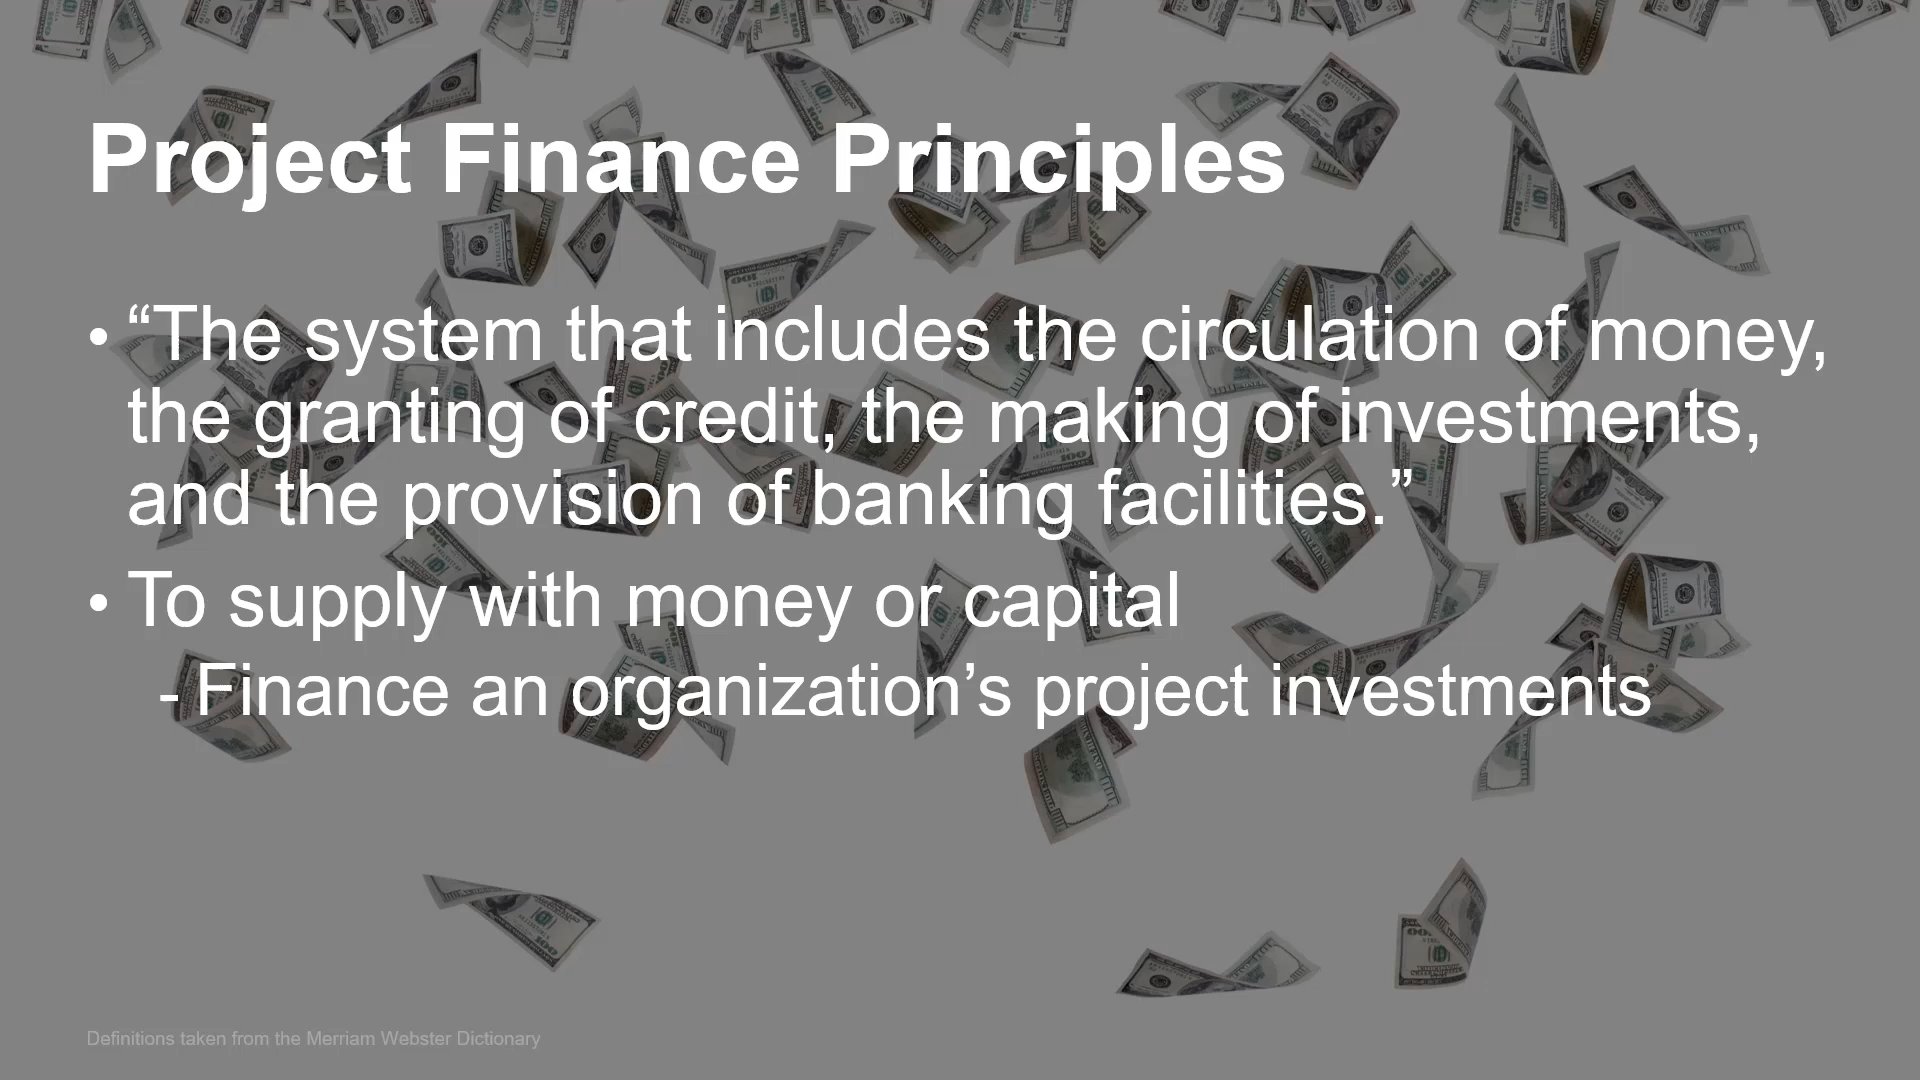 Project Finance Principles
• “The system that includes the circulation of money,
the granting of credit, the making of investments,
and the provision of banking facilities.”
• To supply with money or capital
- Finance an organization’s project investments
Definitions taken from the Merriam Webster Dictionary